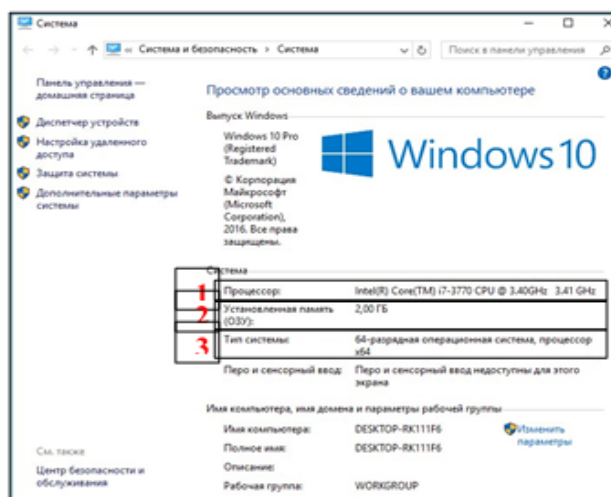 Система
« Система и безопасность > Система
Поиск в панели управления
Панель управления —
домашняя страница
Диспетчер устройств
Настройка удаленного
доступа
Защита системы
Дополнительные параметры
системы
Просмотр основных сведений о вашем компьютере
Выпуск Windows
Windows 10 Pro
(Registered
Trademark)
© Корпорация
Майкрософт
(Microsoft
Corporation),
2016. Все права
защищены.
Windows 10
Система
1 Процессор: Intel(R) Core(TM) i7-3770 CPU @ 3.40GHz 3.41 GHz
2 Установленная память 2,00 ГБ
(ОЗУ):
3 Тип системы: 64-разрядная операционная система, процессор
x64
Перо и сенсорный ввод: Перо и сенсорный ввод недоступны для этого
экрана
Имя компьютера, имя домена и параметры рабочей группы
Имя компьютера: DESKTOP-RK111F6 Изменить
параметры
Полное имя: DESKTOP-RK111F6
Описание:
Рабочая группа: WORKGROUP
См. также
Центр безопасности и
обслуживания